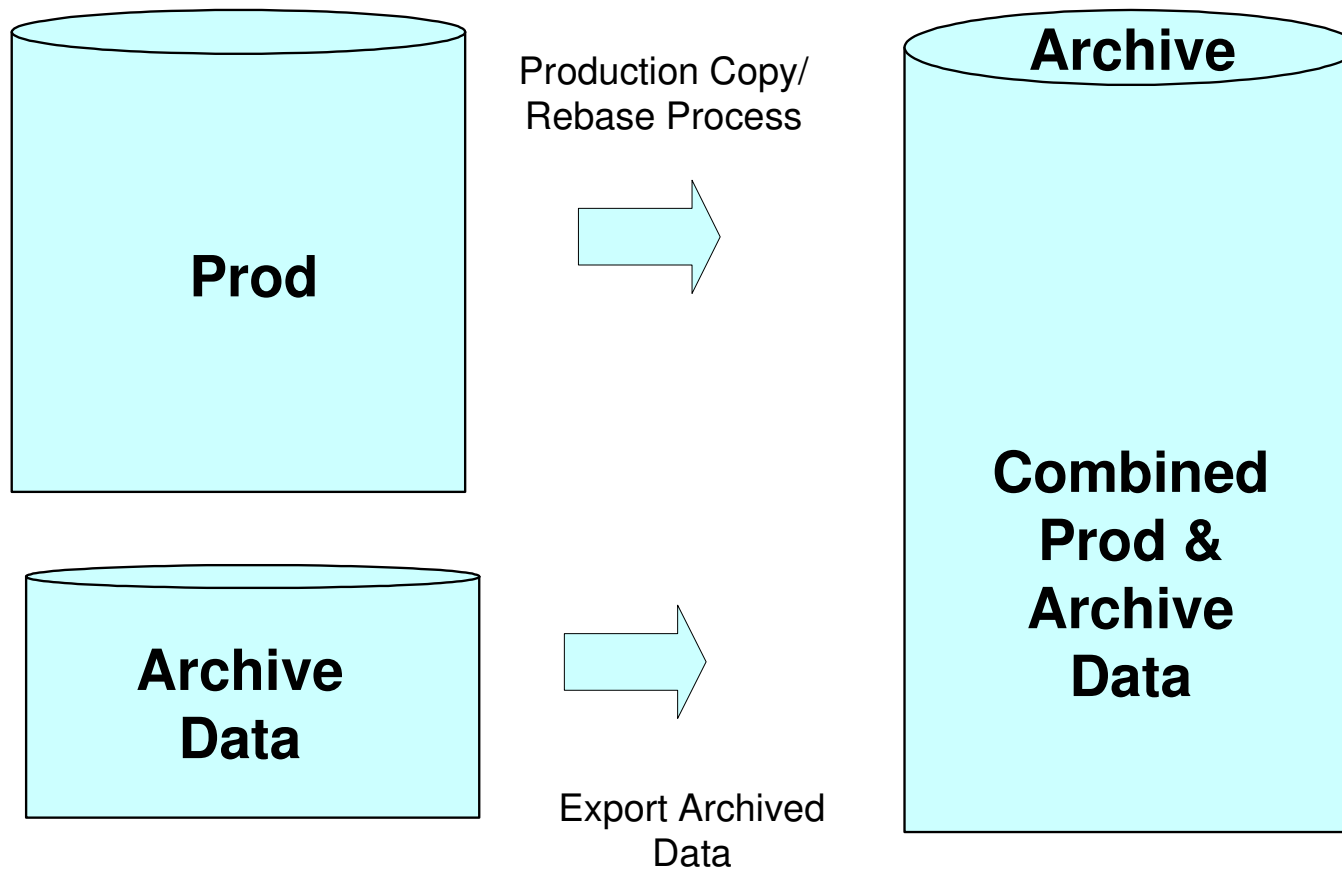 Prod
Production Copy/
Rebase Process
Archive
Combined
Prod &
Archive
Data
Archive
Data
Export Archived
Data